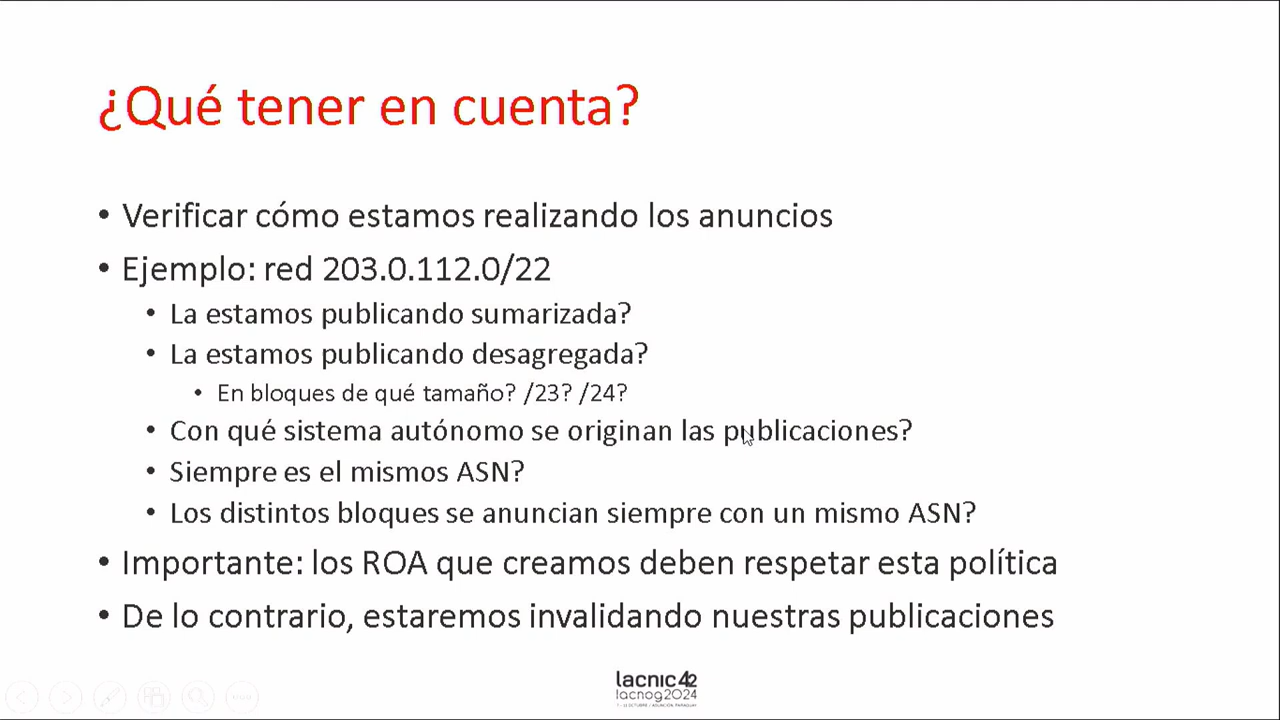 ¿Qué tener en cuenta?
• Verificar cómo estamos realizando los anuncios
• Ejemplo: red 203.0.112.0/22
• La estamos publicando sumarizada?
• La estamos publicando desagregada?
• En bloques de qué tamaño? /23? /24?
• Con qué sistema autónomo se originan las publicaciones?
• Siempre es el mismos ASN?
• Los distintos bloques se anuncian siempre con un mismo ASN?
• Importante: los ROA que creamos deben respetar esta política
• De lo contrario, estaremos invalidando nuestras publicaciones
lacnic42
lacnog2024